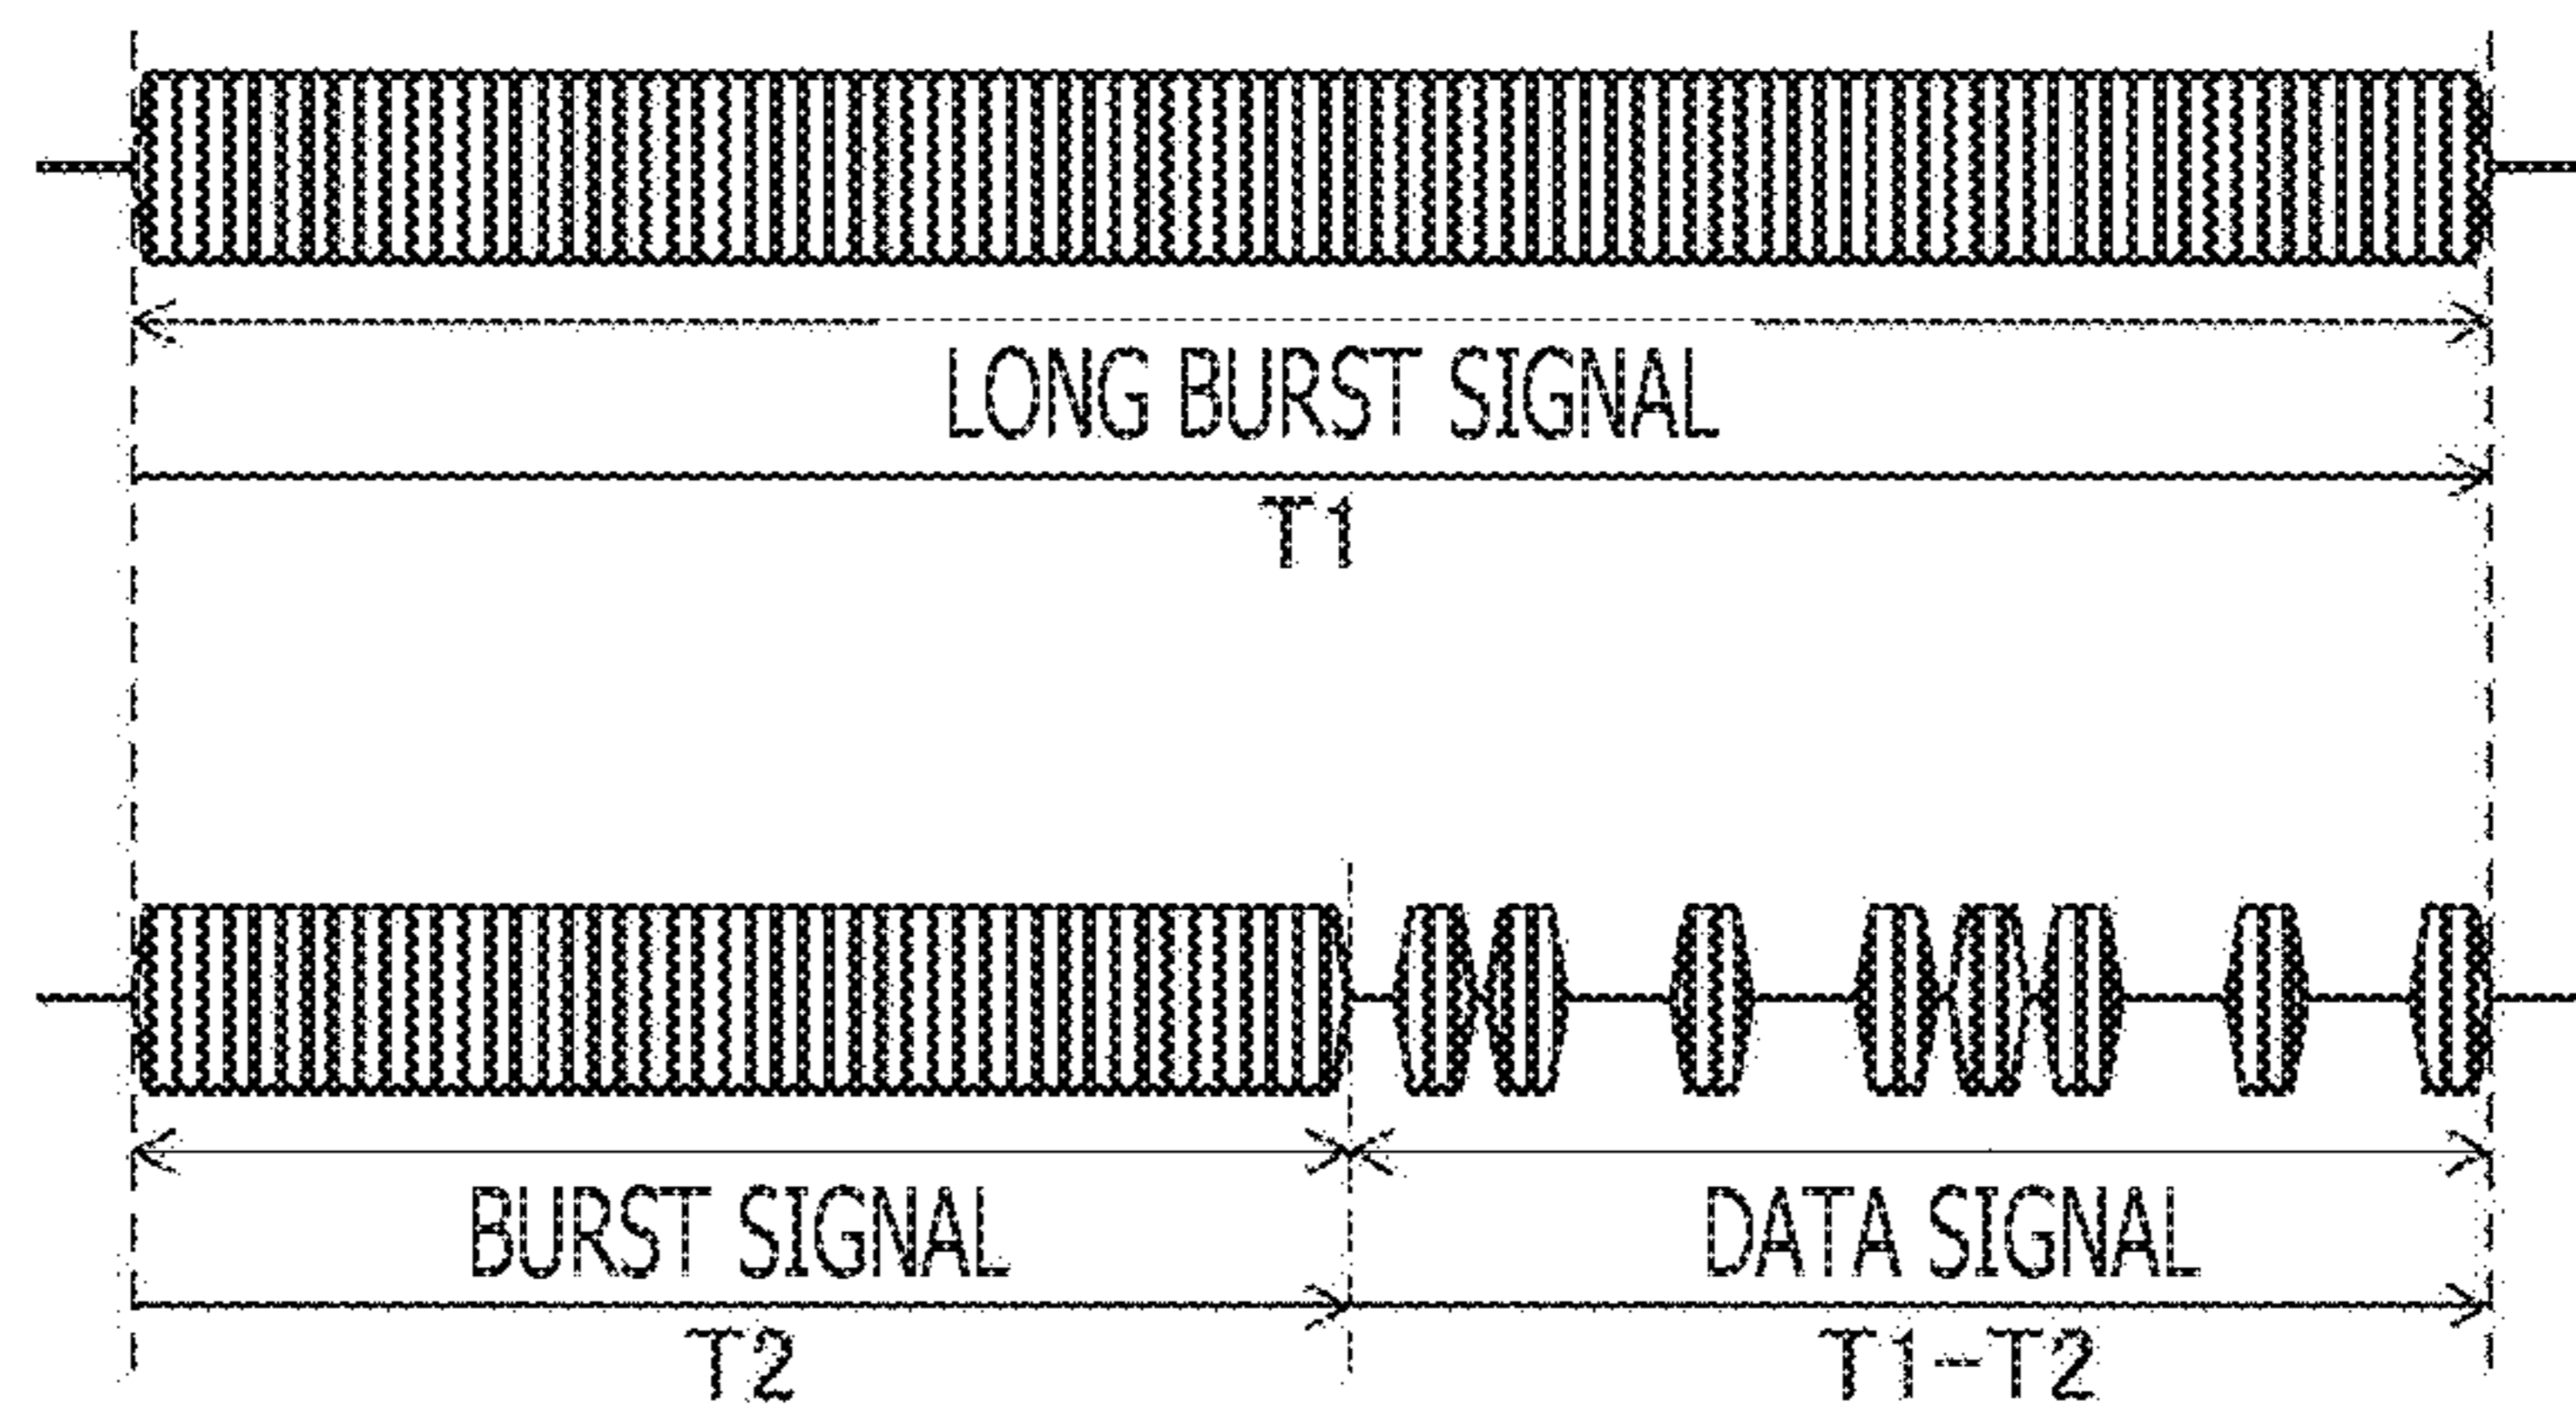 LONG BURST SIGNAL
T1
BURST SIGNAL
DATA SIGNAL
T2
T1-T2